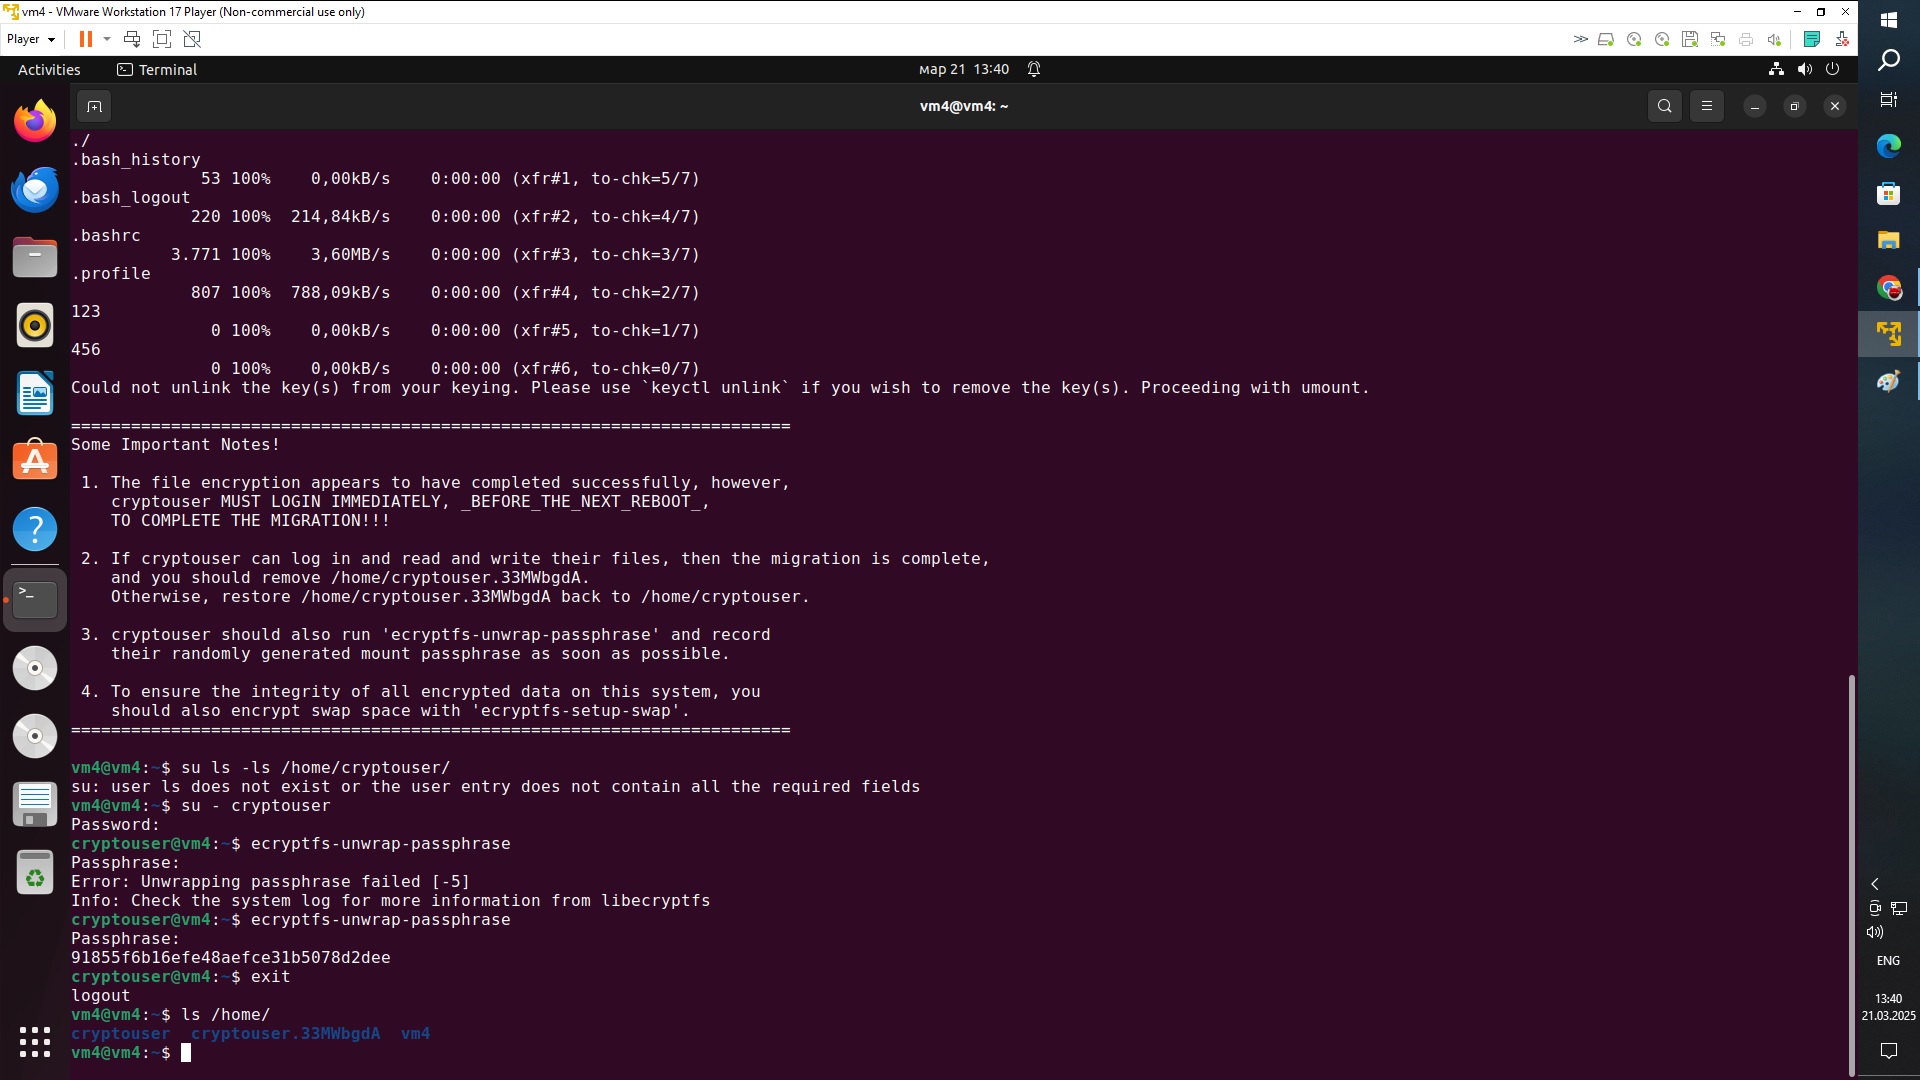 vm4 - VMware Workstation 17 Player (Non-commercial use only)
Player
Activities
Terminal
мар 21 13:40
vm4@vm4: ~
./
.bash_history
53 100% 0,00kB/s 0:00:00 (xfr#1, to-chk=5/7)
.bash_logout
220 100% 214,84kB/s 0:00:00 (xfr#2, to-chk=4/7)
.bashrc
3.771 100% 3,60MB/s 0:00:00 (xfr#3, to-chk=3/7)
.profile
807 100% 788,09kB/s 0:00:00 (xfr#4, to-chk=2/7)
123
0 100% 0,00kB/s 0:00:00 (xfr#5, to-chk=1/7)
456
0 100% 0,00kB/s 0:00:00 (xfr#6, to-chk=0/7)
Could not unlink the key(s) from your keying. Please use `keyctl unlink` if you wish to remove the key(s). Proceeding with umount.
========================================================================
Some Important Notes!
1. The file encryption appears to have completed successfully, however,
cryptouser MUST LOGIN IMMEDIATELY, _BEFORE_THE_NEXT_REBOOT_,
TO COMPLETE THE MIGRATION!!!
2. If cryptouser can log in and read and write their files, then the migration is complete,
and you should remove /home/cryptouser.33MWbgdA.
Otherwise, restore /home/cryptouser.33MWbgdA back to /home/cryptouser.
3. cryptouser should also run 'ecryptfs-unwrap-passphrase' and record
their randomly generated mount passphrase as soon as possible.
4. To ensure the integrity of all encrypted data on this system, you
should also encrypt swap space with 'ecryptfs-setup-swap'.
========================================================================
vm4@vm4:~$ su ls -ls /home/cryptouser/
su: user ls does not exist or the user entry does not contain all the required fields
vm4@vm4:~$ su - cryptouser
Password:
cryptouser@vm4:~$ ecryptfs-unwrap-passphrase
Passphrase:
Error: Unwrapping passphrase failed [-5]
Info: Check the system log for more information from libecryptfs
cryptouser@vm4:~$ ecryptfs-unwrap-passphrase
Passphrase:
91855f6b16efe48aefce31b5078d2dee
cryptouser@vm4:~$ exit
logout
vm4@vm4:~$ ls /home/
cryptouser cryptouser.33MWbgdA vm4
vm4@vm4:~$
ENG
13:40
21.03.2025